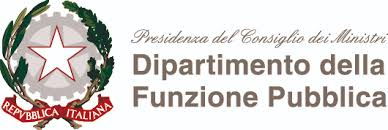 Presidenza del Consiglio dei Ministri
Dipartimento della
Funzione Pubblica
REPVBBLICA ITALIANA